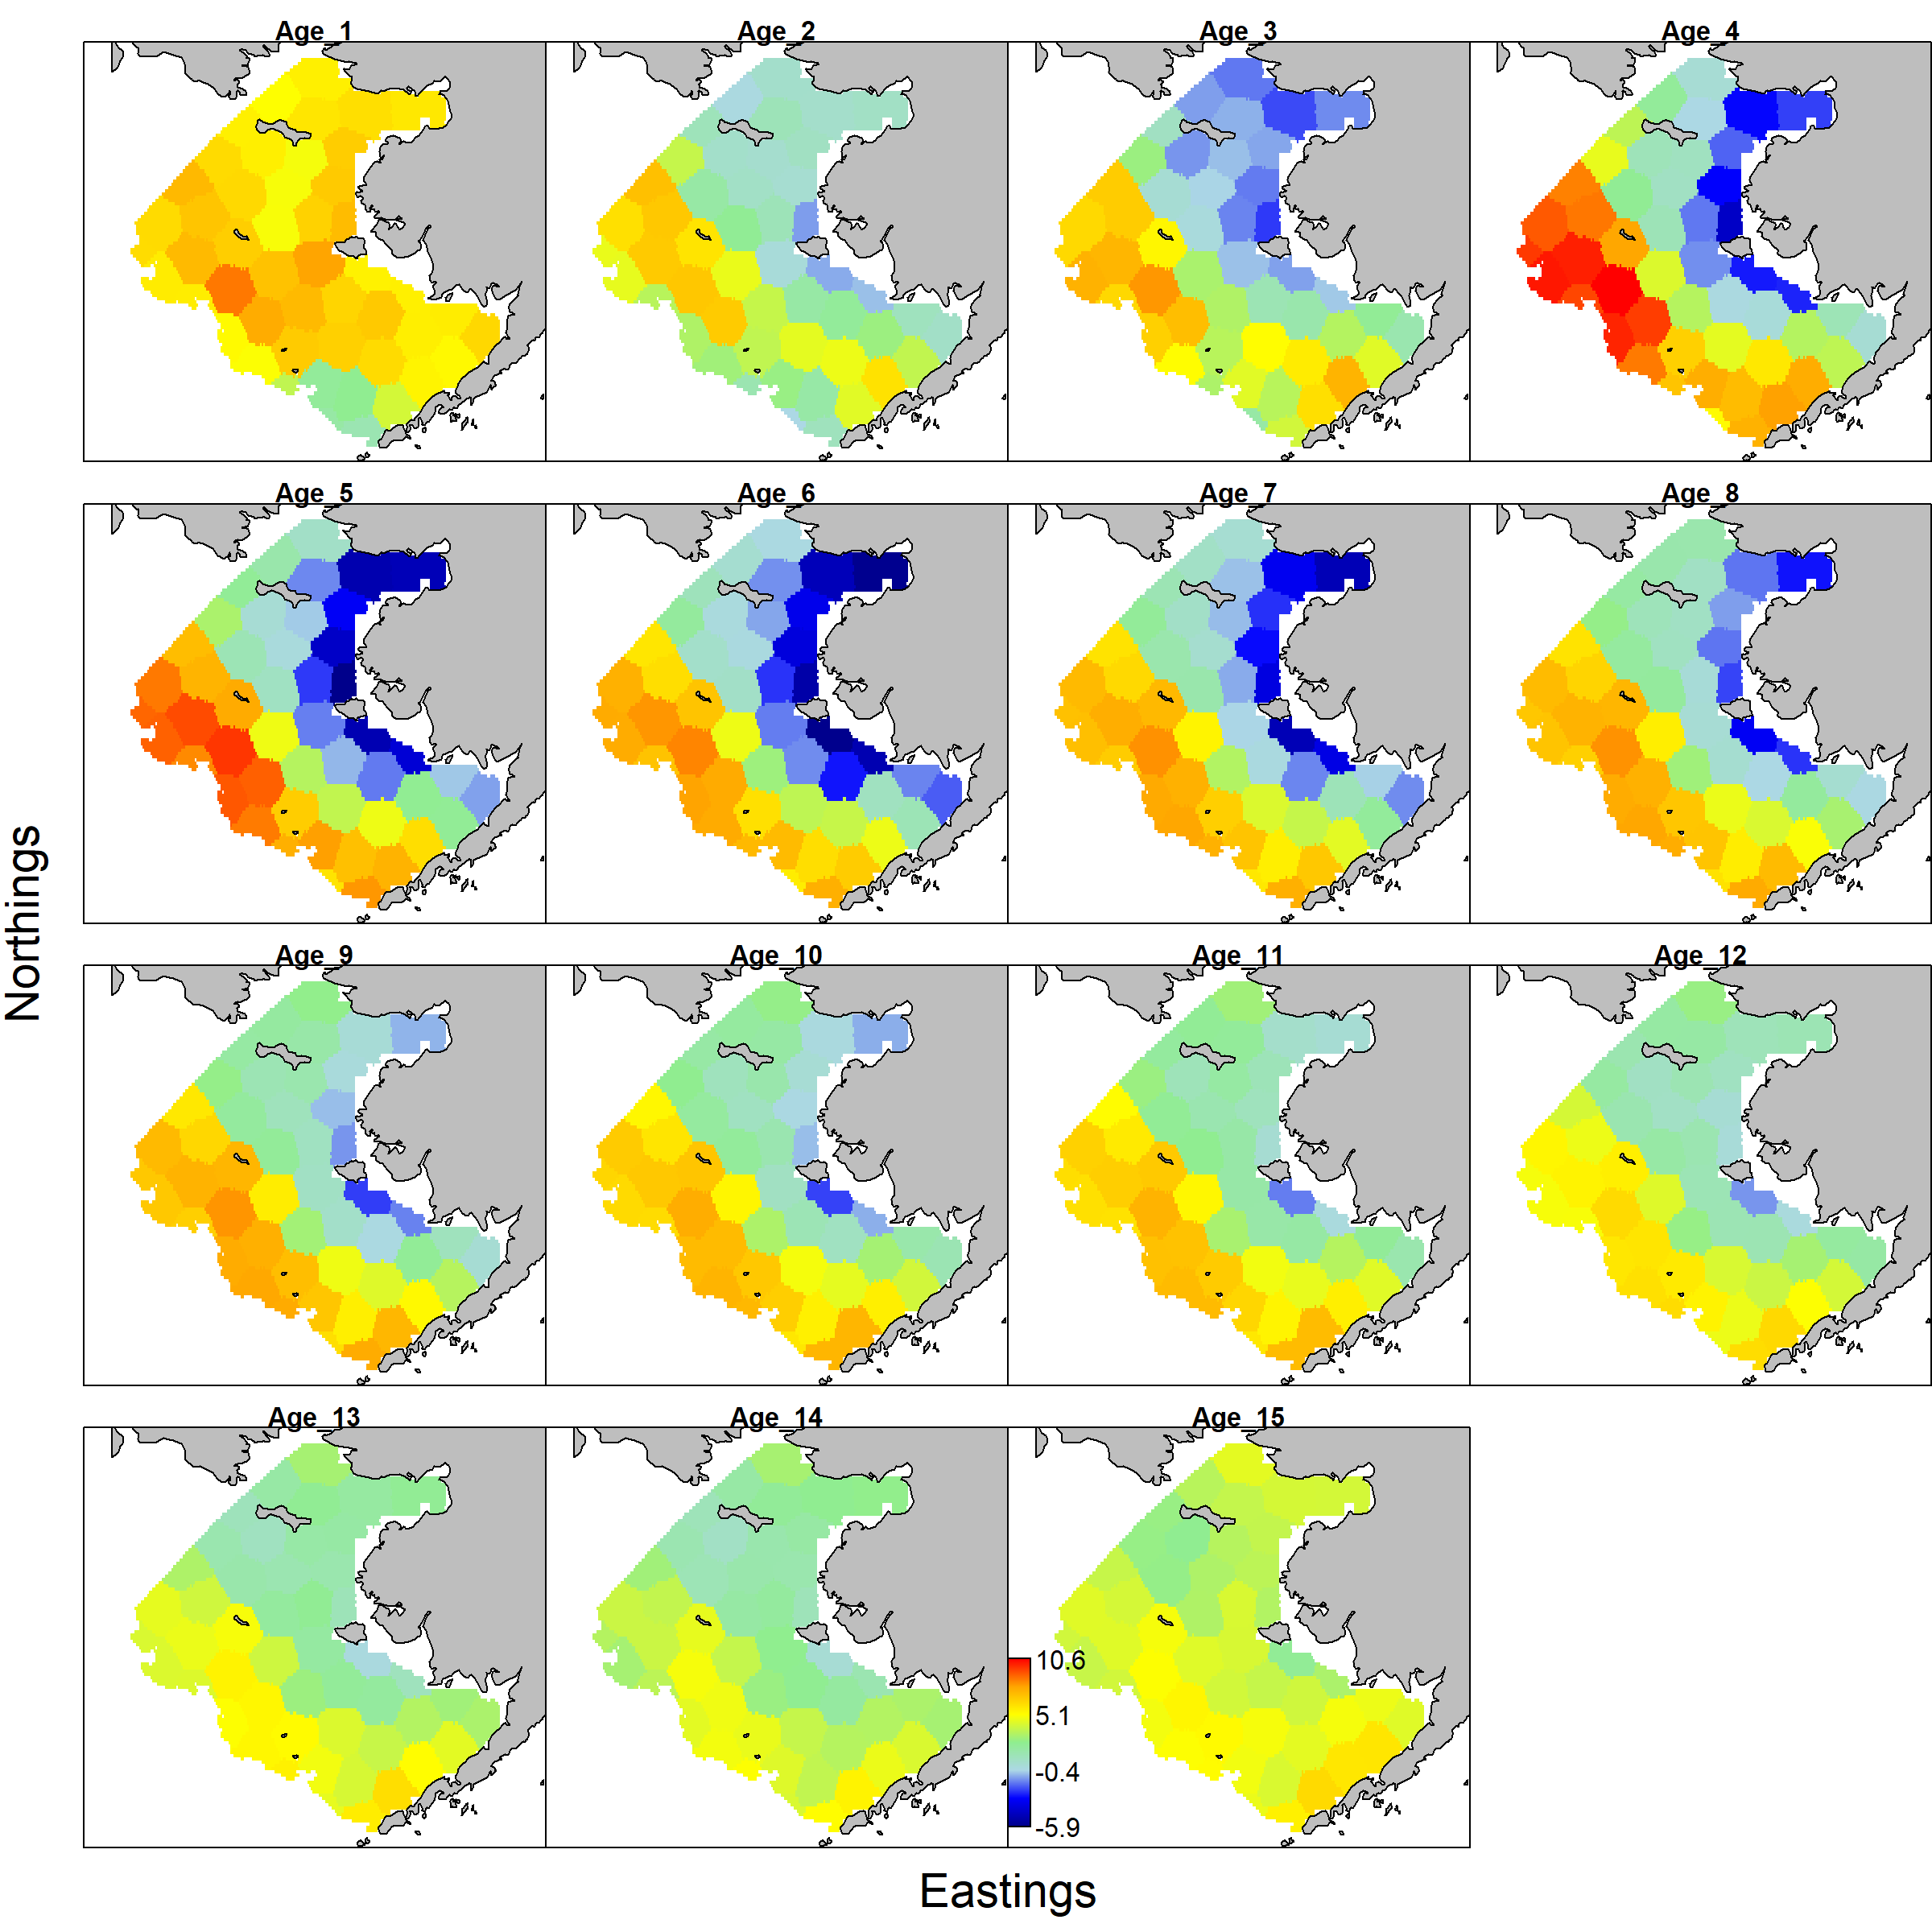 Age_1 Age_2 Age_3 Age_4
Age_5 Age_6 Age_7 Age_8
Northings
Age_9 Age_10 Age_11 Age_12
Age_13 Age_14 Age_15
10.6
5.1
-0.4
-5.9
Eastings